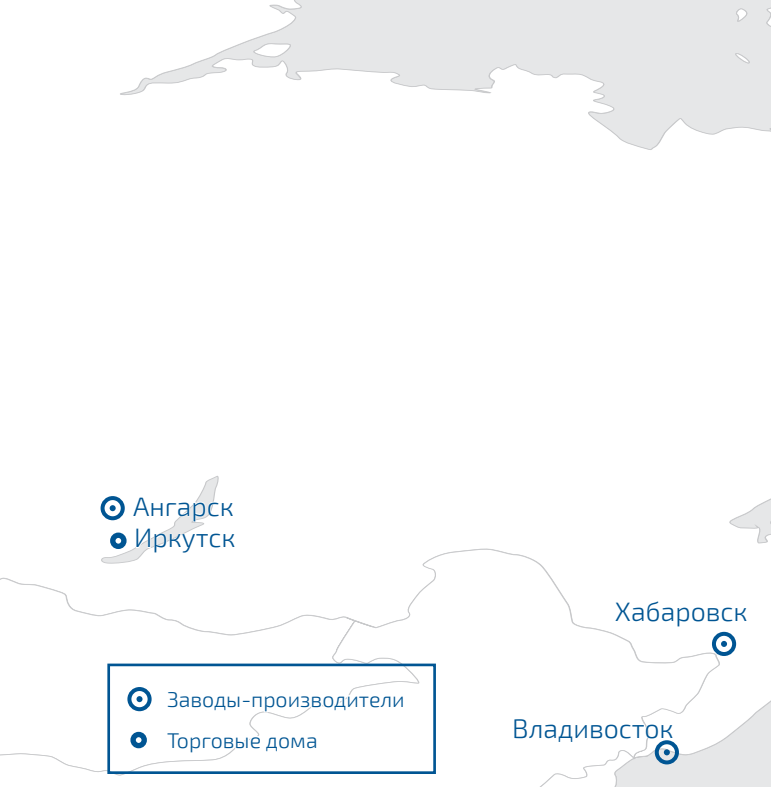 Ангарск
Иркутск
Хабаровск
Владивосток
Заводы-производители
Торговые дома